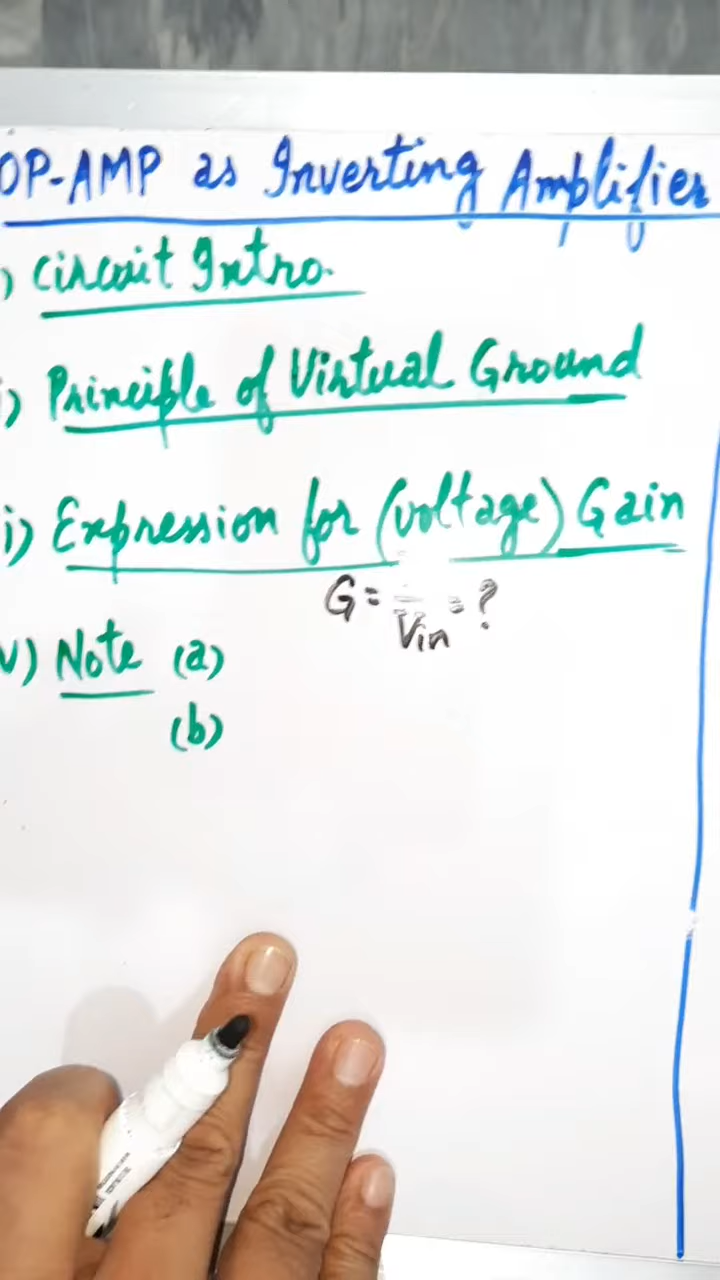 OP-AMP as Inverting Amplifier
) Circuit Intro.
i) Principle of Virtual Ground
i) Expression for (voltage) Gain
G = / Vin = ?
v) Note (a)
(b)